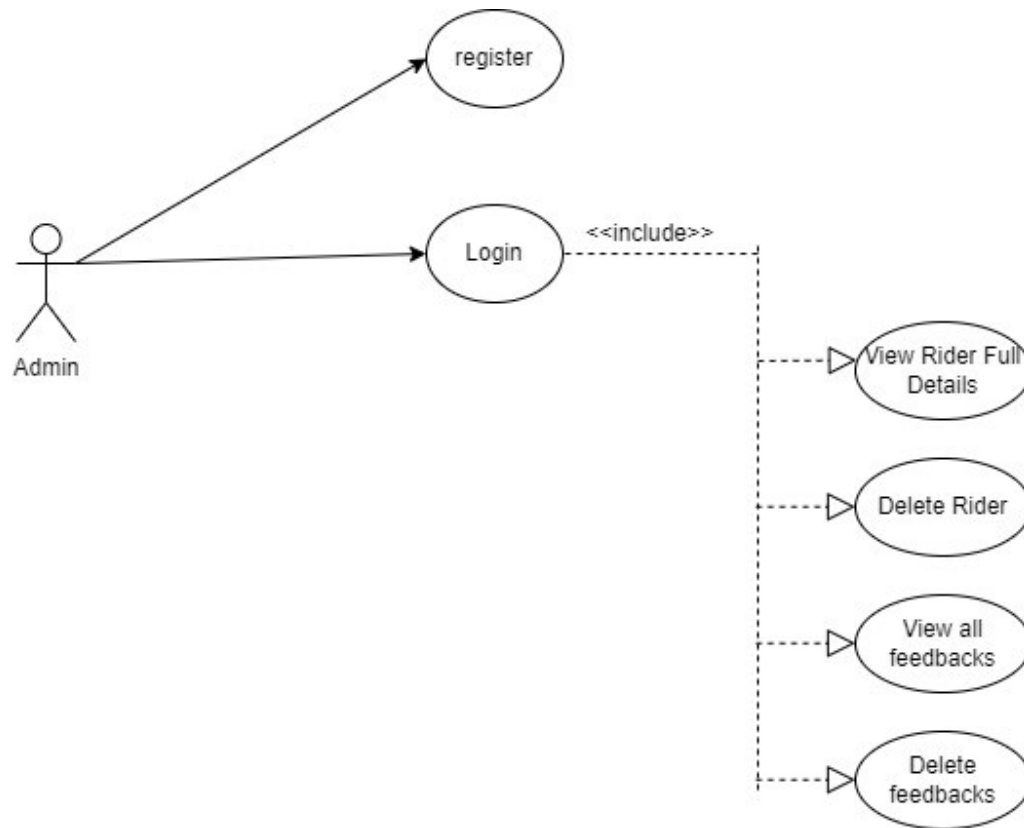 register
Login
<<include>>
Admin
View Rider Full
Details
Delete Rider
View all
feedbacks
Delete
feedbacks